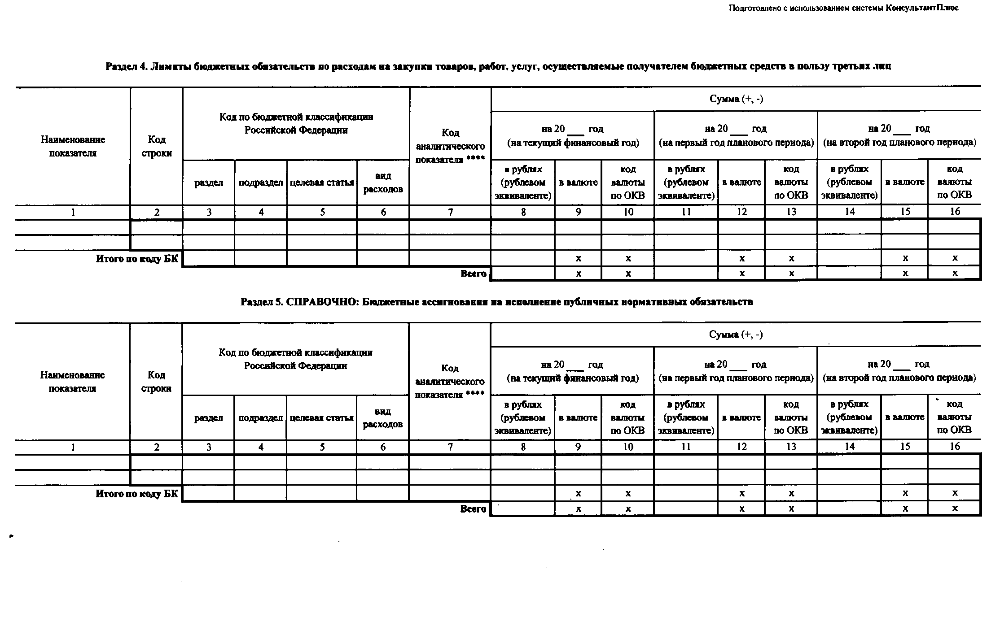 Подготовлено с использованием системы КонсультантПлюс
Раздел 4. Лимиты бюджетных обязательств по расходам на закупки товаров, работ, услуг, осуществляемые получателем бюджетных средств в пользу третьих лиц
Наименование показателя
Код строки
Код по бюджетной классификации
Российской Федерации
Код
аналитического
показателя ****
Сумма (+, -)
на 20 ___ год
(на текущий финансовый год)
на 20 ___ год
(на первый год планового периода)
на 20 ___ год
(на второй год планового периода)
раздел
подраздел
целевая статья
вид
расходов
в рублях
(рублевом
эквиваленте)
в валюте
код
валюты
по ОКВ
в рублях
(рублевом
эквиваленте)
в валюте
код
валюты
по ОКВ
в рублях
(рублевом
эквиваленте)
в валюте
код
валюты
по ОКВ
1 2 3 4 5 6 7 8 9 10 11 12 13 14 15 16
Итого по коду БК x x x x x x
Всего x x x x x x
Раздел 5. СПРАВОЧНО: Бюджетные ассигнования на исполнение публичных нормативных обязательств
Наименование
показателя
Код
строки
Код по бюджетной классификации
Российской Федерации
Код
аналитического
показателя ****
Сумма (+, -)
на 20 ___ год
(на текущий финансовый год)
на 20 ___ год
(на первый год планового периода)
на 20 ___ год
(на второй год планового периода)
раздел
подраздел
целевая статья
вид
расходов
в рублях
(рублевом
эквиваленте)
в валюте
код
валюты
по ОКВ
в рублях
(рублевом
эквиваленте)
в валюте
код
валюты
по ОКВ
в рублях
(рублевом
эквиваленте)
в валюте
код
валюты
по ОКВ
1 2 3 4 5 6 7 8 9 10 11 12 13 14 15 16
Итого по коду БК x x x x x x
Всего x x x x x x